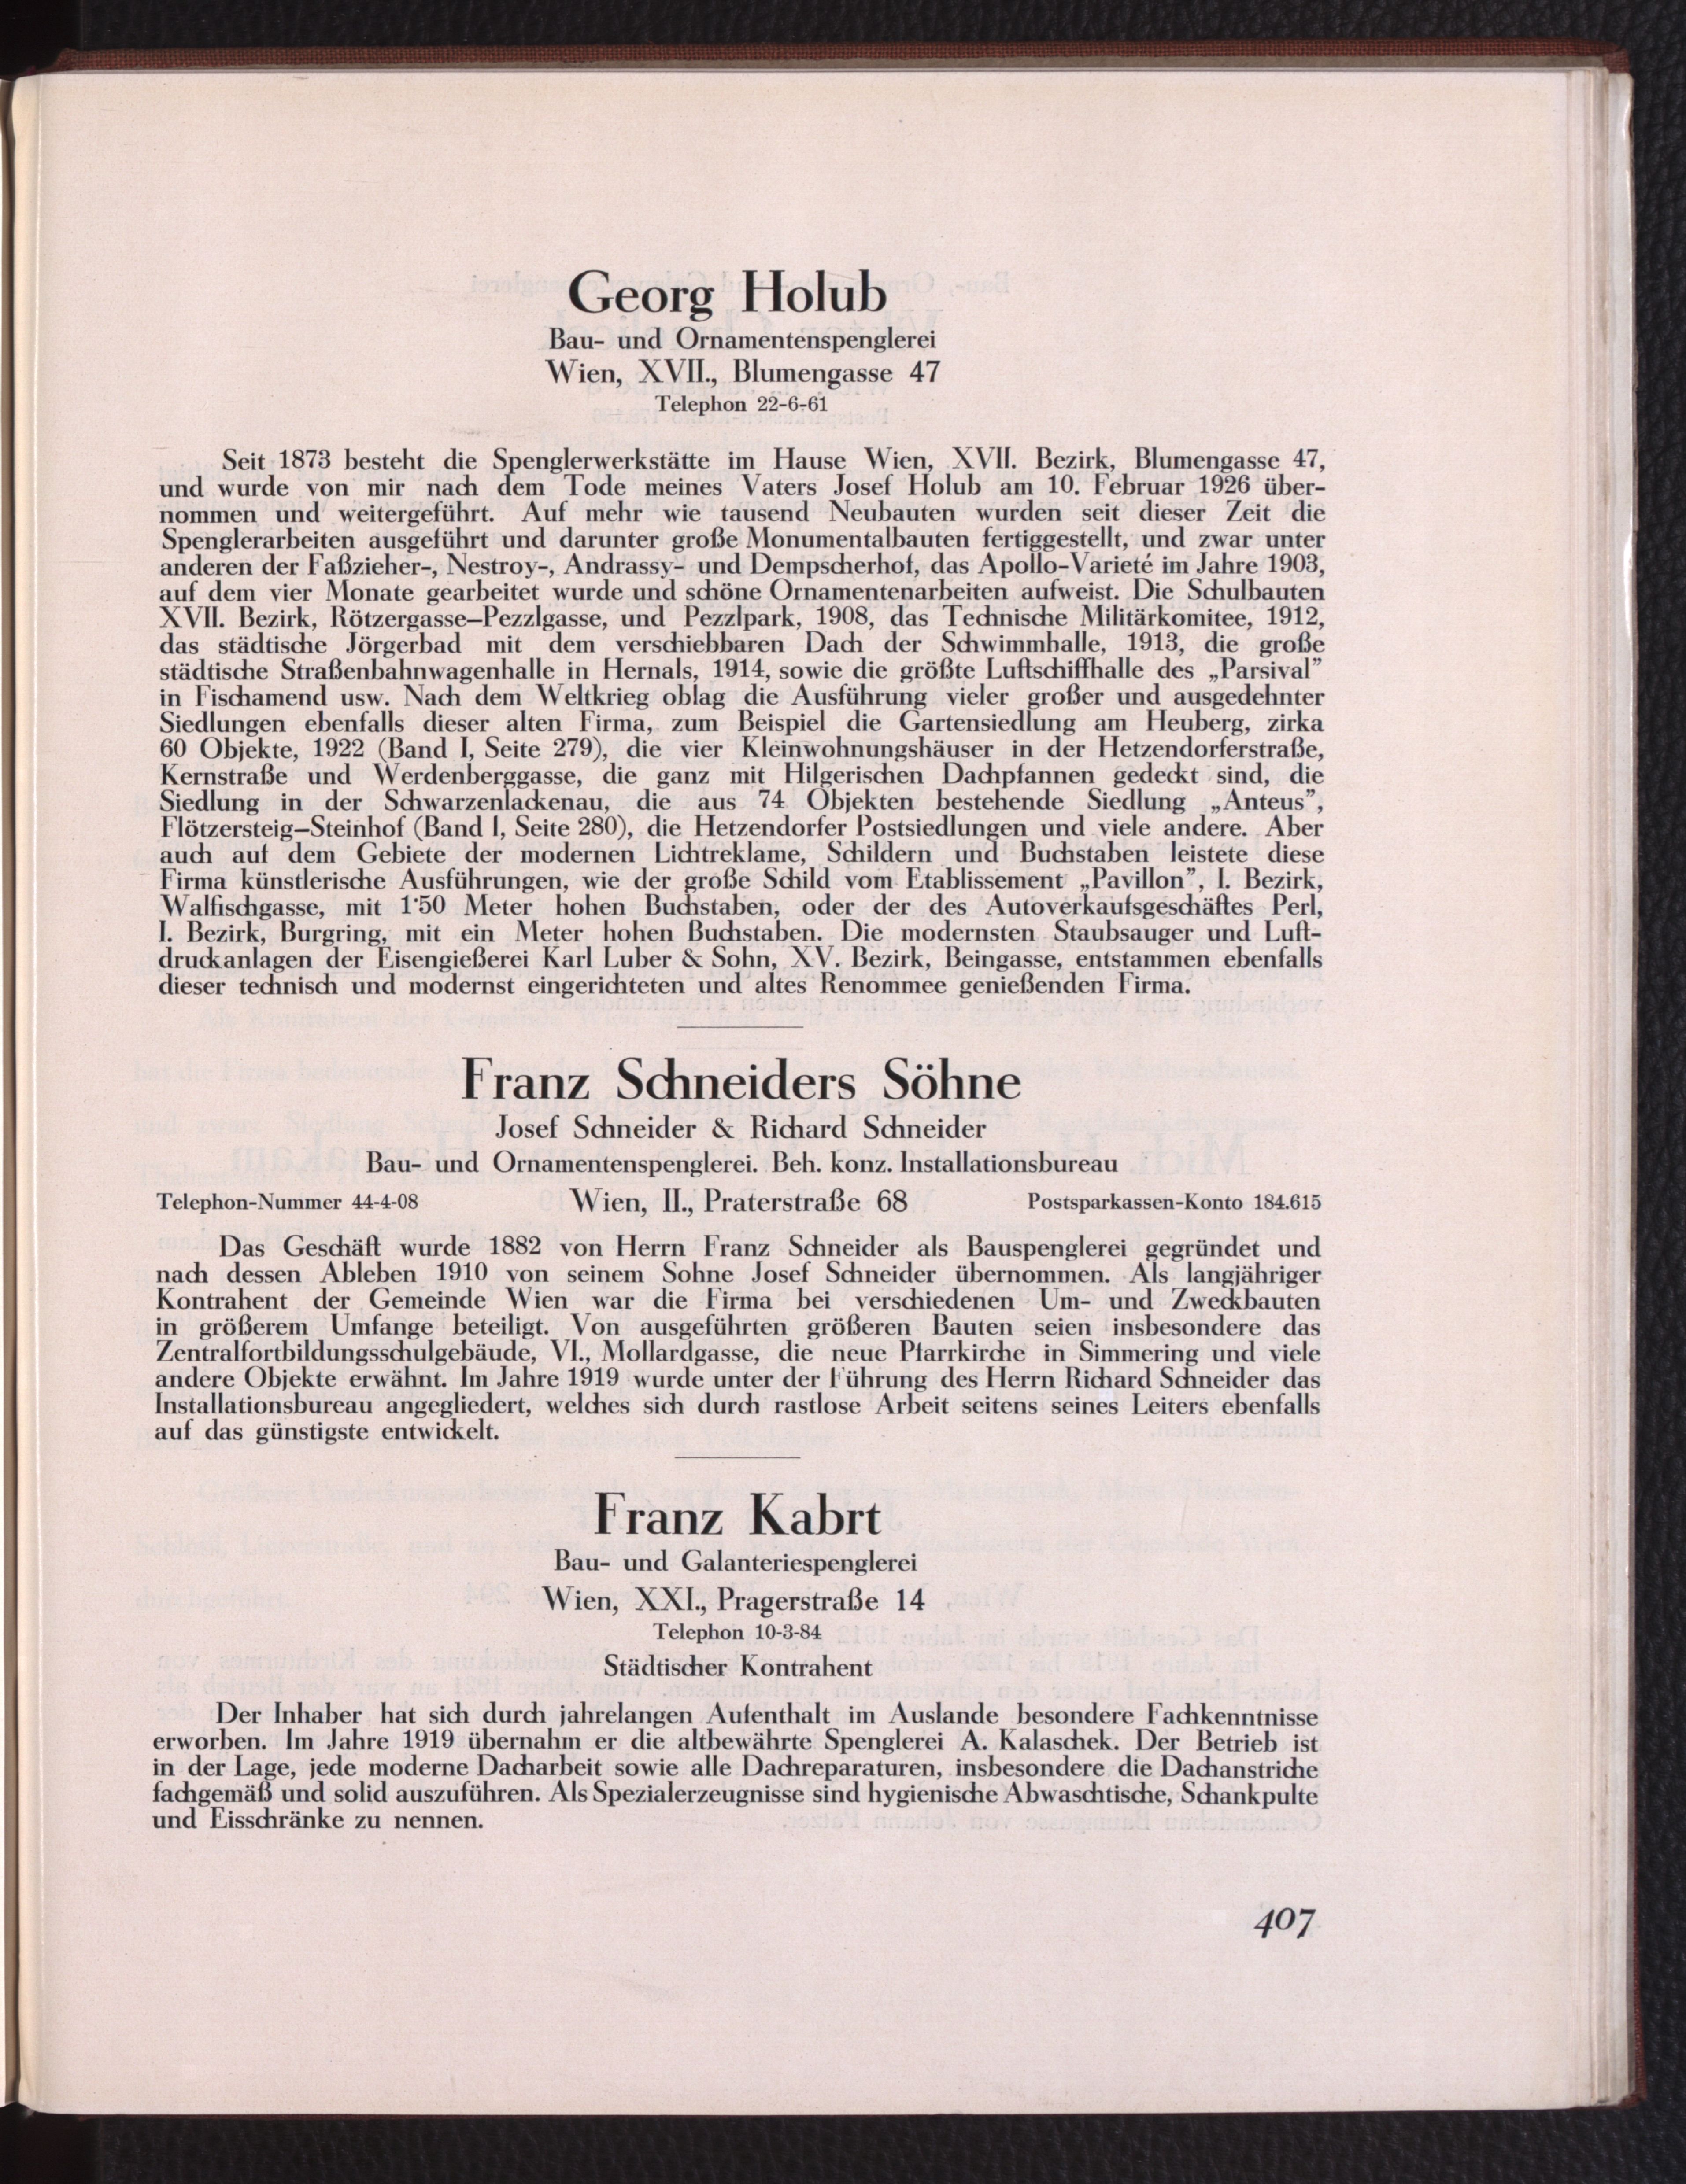 Georg Holub
Bau- und Ornamentenspenglerei
Wien, XVII., Blumengasse 47
Telephon 22-6-61
Seit 1873 besteht die Spenglerwerkstätte im Hause Wien, XVII. Bezirk, Blumengasse 47,
und wurde von mir nach dem Tode meines Vaters Josef Holub am 10. Februar 1926 über-
nommen und weitergeführt. Auf mehr wie tausend Neubauten wurden seit dieser Zeit die
Spenglerarbeiten ausgeführt und darunter große Monumentalbauten fertiggestellt, und zwar unter
anderen der Faßzieher-, Nestroy-, Andrassy- und Dempscherhof, das Apollo-Varieté im Jahre 1903,
auf dem vier Monate gearbeitet wurde und schöne Ornamentenarbeiten aufweist. Die Schulbauten
XVII. Bezirk, Rötzergasse–Pezzlgasse, und Pezzlpark, 1908, das Technische Militärkomitee, 1912,
das städtische Jörgerbad mit dem verschiebbaren Dach der Schwimmhalle, 1913, die große
städtische Straßenbahnwagenhalle in Hernals, 1914, sowie die größte Luftschiffhalle des „Parsival”
in Fischamend usw. Nach dem Weltkrieg oblag die Ausführung vieler großer und ausgedehnter
Siedlungen ebenfalls dieser alten Firma, zum Beispiel die Gartensiedlung am Heuberg, zirka
60 Objekte, 1922 (Band I, Seite 279), die vier Kleinwohnungshäuser in der Hetzendorferstraße,
Kernstraße und Werdenberggasse, die ganz mit Hilgerischen Dachpfannen gedeckt sind, die
Siedlung in der Schwarzenlackenau, die aus 74 Objekten bestehende Siedlung „Anteus”,
Flötzersteig–Steinhof (Band I, Seite 280), die Hetzendorfer Postsiedlungen und viele andere. Aber
auch auf dem Gebiete der modernen Lichtreklame, Schildern und Buchstaben leistete diese
Firma künstlerische Ausführungen, wie der große Schild vom Etablissement „Pavillon”, I. Bezirk,
Walfischgasse, mit 1·50 Meter hohen Buchstaben, oder der des Autoverkaufsgeschäftes Perl,
I. Bezirk, Burgring, mit ein Meter hohen Buchstaben. Die modernsten Staubsauger und Luft-
druckanlagen der Eisengießerei Karl Luber & Sohn, XV. Bezirk, Beingasse, entstammen ebenfalls
dieser technisch und modernst eingerichteten und altes Renommee genießenden Firma.
Franz Schneiders Söhne
Josef Schneider & Richard Schneider
Bau- und Ornamentenspenglerei. Beh. konz. Installationsbureau
Telephon-Nummer 44-4-08 Wien, II., Praterstraße 68 Postsparkassen-Konto 184.615
Das Geschäft wurde 1882 von Herrn Franz Schneider als Bauspenglerei gegründet und
nach dessen Ableben 1910 von seinem Sohne Josef Schneider übernommen. Als langjähriger
Kontrahent der Gemeinde Wien war die Firma bei verschiedenen Um- und Zweckbauten
in größerem Umfange beteiligt. Von ausgeführten größeren Bauten seien insbesondere das
Zentralfortbildungsschulgebäude, VI., Mollardgasse, die neue Pfarrkirche in Simmering und viele
andere Objekte erwähnt. Im Jahre 1919 wurde unter der Führung des Herrn Richard Schneider das
Installationsbureau angegliedert, welches sich durch rastlose Arbeit seitens seines Leiters ebenfalls
auf das günstigste entwickelt.
Franz Kabrt
Bau- und Galanteriespenglerei
Wien, XXI., Pragerstraße 14
Telephon 10-3-84
Städtischer Kontrahent
Der Inhaber hat sich durch jahrelangen Aufenthalt im Auslande besondere Fachkenntnisse
erworben. Im Jahre 1919 übernahm er die altbewährte Spenglerei A. Kalaschek. Der Betrieb ist
in der Lage, jede moderne Dacharbeit sowie alle Dachreparaturen, insbesondere die Dachanstriche
fachgemäß und solid auszuführen. Als Spezialerzeugnisse sind hygienische Abwaschtische, Schankpulte
und Eisschränke zu nennen.
407